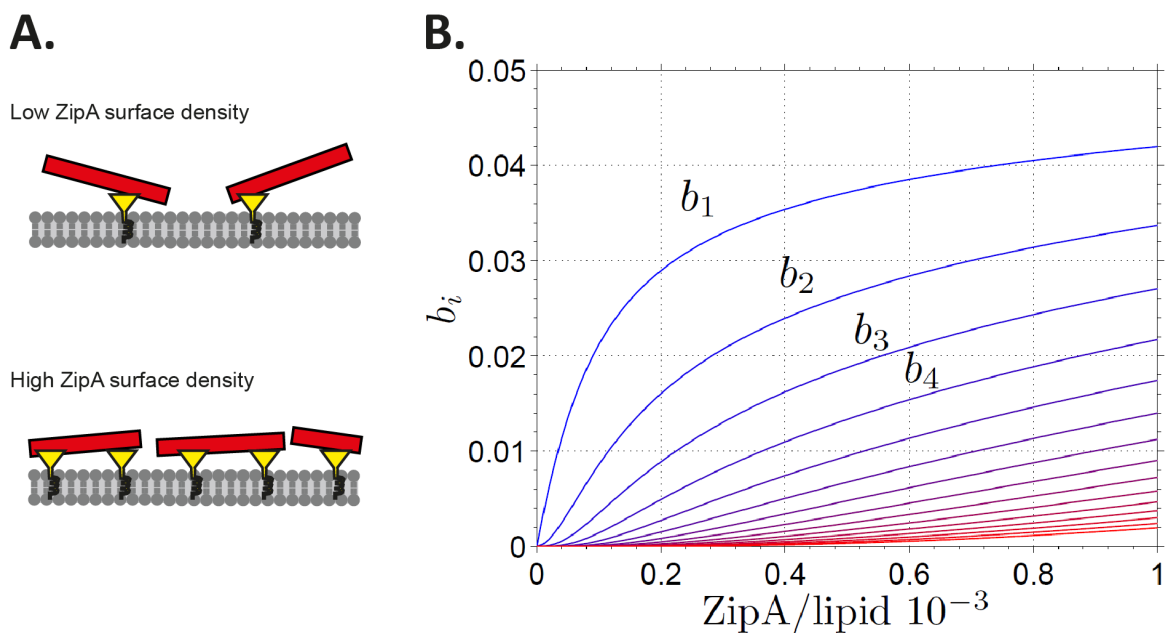 A.
Low ZipA surface density
High ZipA surface density
B.
0.05
0.04
0.03
0.02
0.01
0
b_i
b_1
b_2
b_3
b_4
0 0.2 0.4 0.6 0.8 1
ZipA/lipid 10^{-3}